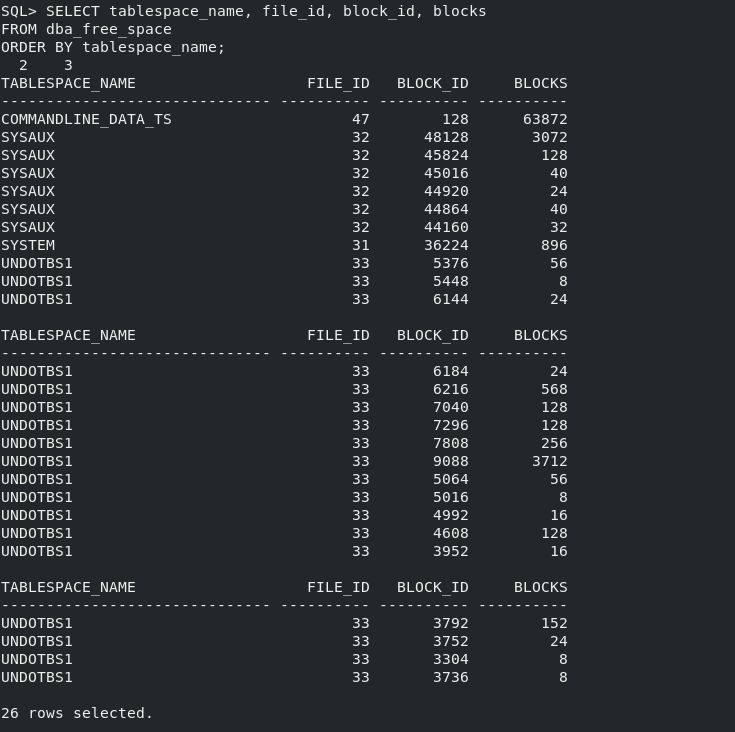 SQL> SELECT tablespace_name, file_id, block_id, blocks
FROM dba_free_space
ORDER BY tablespace_name;
  2    3
TABLESPACE_NAME                   FILE_ID   BLOCK_ID     BLOCKS
------------------------------ ---------- ---------- ----------
COMMANDLINE_DATA_TS                    47        128      63872
SYSAUX                                 32      48128       3072
SYSAUX                                 32      45824        128
SYSAUX                                 32      45016         40
SYSAUX                                 32      44920         24
SYSAUX                                 32      44864         40
SYSAUX                                 32      44160         32
SYSTEM                                 31      36224        896
UNDOTBS1                               33       5376         56
UNDOTBS1                               33       5448          8
UNDOTBS1                               33       6144         24

TABLESPACE_NAME                   FILE_ID   BLOCK_ID     BLOCKS
------------------------------ ---------- ---------- ----------
UNDOTBS1                               33       6184         24
UNDOTBS1                               33       6216        568
UNDOTBS1                               33       7040        128
UNDOTBS1                               33       7296        128
UNDOTBS1                               33       7808        256
UNDOTBS1                               33       9088       3712
UNDOTBS1                               33       5064         56
UNDOTBS1                               33       5016          8
UNDOTBS1                               33       4992         16
UNDOTBS1                               33       4608        128
UNDOTBS1                               33       3952         16

TABLESPACE_NAME                   FILE_ID   BLOCK_ID     BLOCKS
------------------------------ ---------- ---------- ----------
UNDOTBS1                               33       3792        152
UNDOTBS1                               33       3752         24
UNDOTBS1                               33       3304          8
UNDOTBS1                               33       3736          8

26 rows selected.